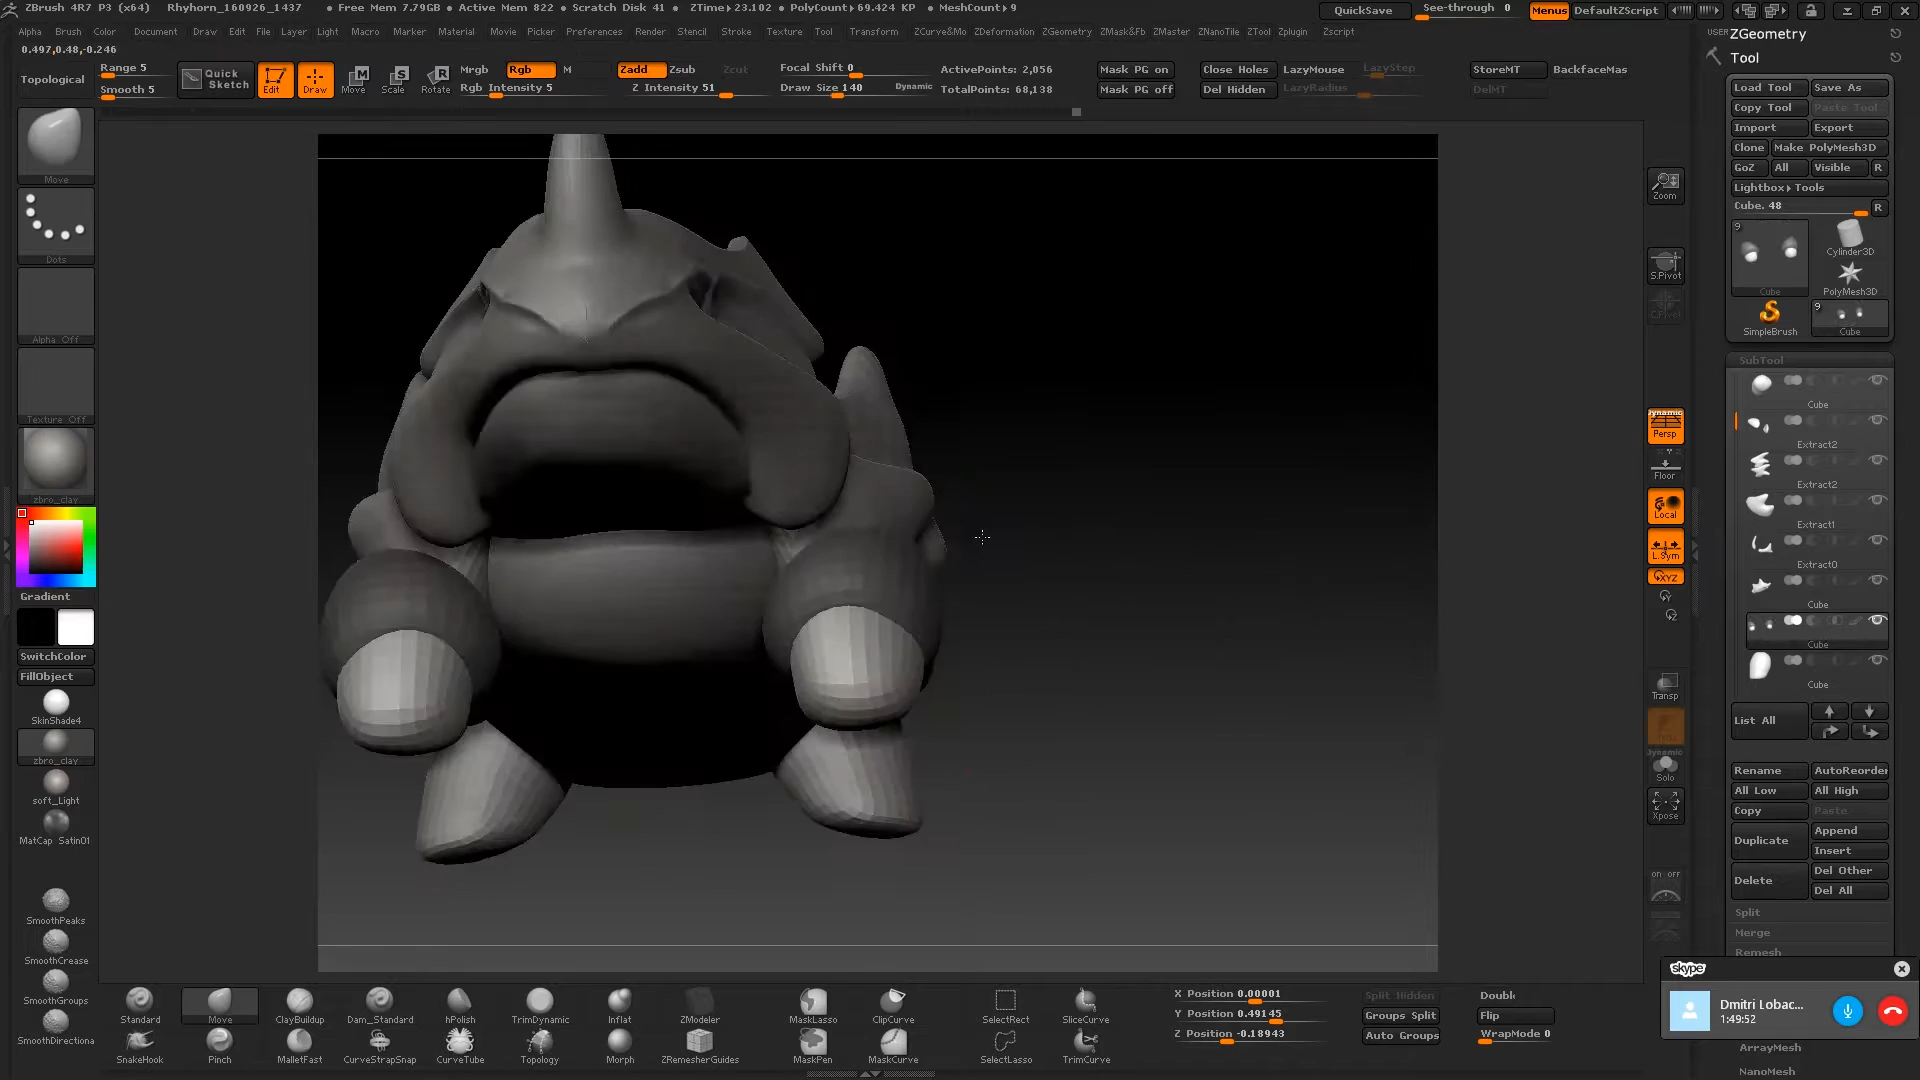 ZBrush 4R7 P3 (x64) Rhyhorn_160926_1437 • Free Mem 7.79GB • Active Mem 822 • Scratch Disk 41 • ZTime▸23.102 • PolyCount▸69.424 KP • MeshCount▸9 QuickSave See-through 0 Menus DefaultZScript
Alpha Brush Color Document Draw Edit File Layer Light Macro Marker Material Movie Picker Preferences Render Stencil Stroke Texture Tool Transform ZCurve&Mo ZDeformation ZGeometry ZMask&Fb ZMaster ZNanoTile ZTool Zplugin Zscript
0.497,0.48,-0.246
Topological
Range 5
Smooth 5
Quick Sketch
Edit
Draw
Move
Scale
Rotate
Mrgb Rgb M
Rgb Intensity 5
Zadd Zsub Zcut
Z Intensity 51
Focal Shift 0
Draw Size 140 Dynamic
ActivePoints: 2,056
TotalPoints: 68,138
Mask PG on
Mask PG off
Close Holes
Del Hidden
LazyMouse LazyStep
LazyRadius
StoreMT BackfaceMas
DelMT
Move
Dots
Alpha Off
Texture Off
zbro_clay
Gradient
SwitchColor
FillObject
SkinShade4
zbro_clay
soft_Light
MatCap Satin01
SmoothPeaks
SmoothCrease
SmoothGroups
SmoothDirectiona
Zoom
S.Pivot
C.Pivot
Dynamic
Persp
Floor
Local
L.Sym
XYZ
Transp
Dynamic
Solo
Xpose
on off
USER ZGeometry
Tool
Load Tool Save As
Copy Tool Paste Tool
Import Export
Clone Make PolyMesh3D
GoZ All Visible R
Lightbox▸Tools
Cube. 48 R
9
Cube
Cylinder3D
PolyMesh3D
SimpleBrush
9
Cube
SubTool
Cube
Extract2
Extract2
Extract1
Extract0
Cube
Cube
Cube
List All
Rename AutoReorder
All Low All High
Copy Paste
Duplicate Append
Insert
Delete Del Other
Del All
Split
Merge
Remesh
skype
Dmitri Lobac...
1:49:52
ArrayMesh
NanoMesh
Standard Move ClayBuildup Dam_Standard hPolish TrimDynamic Inflat ZModeler MaskLasso ClipCurve SelectRect SliceCurve
SnakeHook Pinch MalletFast CurveStrapSnap CurveTube Topology Morph ZRemesherGuides MaskPen MaskCurve SelectLasso TrimCurve
X Position 0.00001
Y Position 0.49145
Z Position -0.18943
Split Hidden
Groups Split
Auto Groups
Doubl
Flip
WrapMode 0